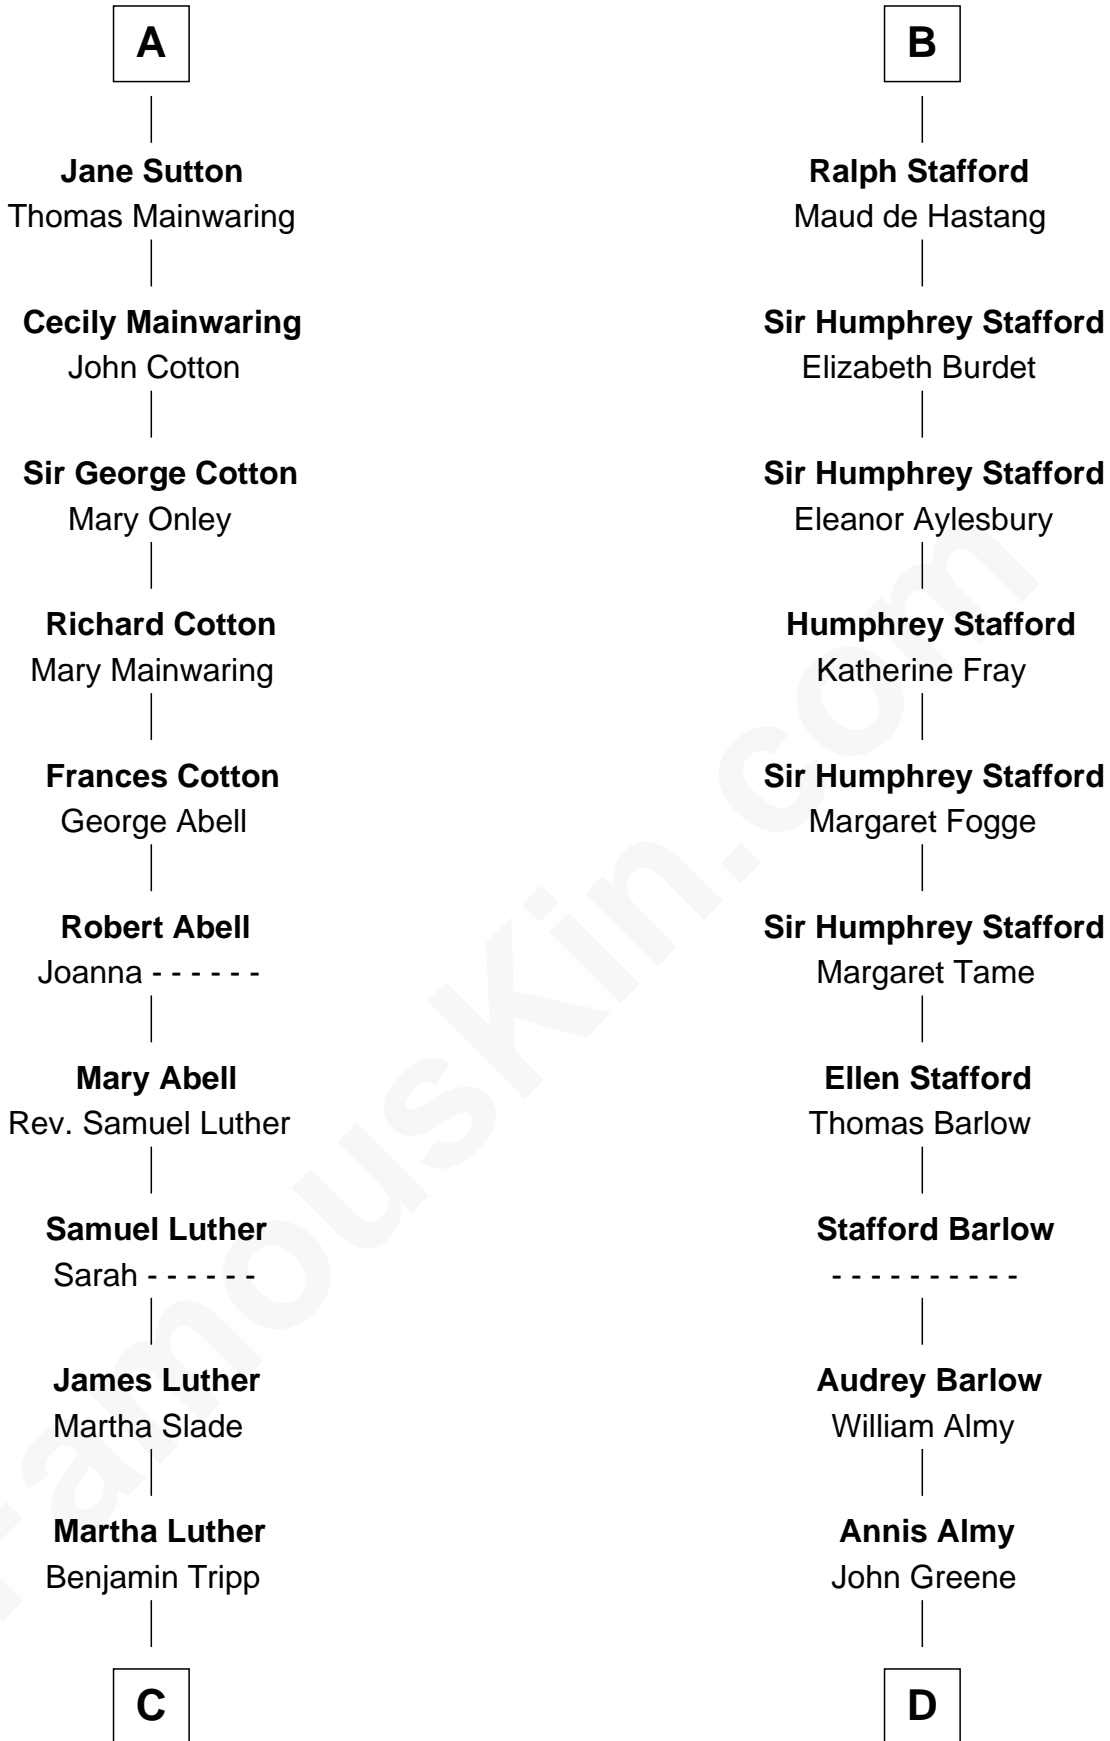 A
Jane Sutton
Thomas Mainwaring
Cecily Mainwaring
John Cotton
Sir George Cotton
Mary Onley
Richard Cotton
Mary Mainwaring
Frances Cotton
George Abell
Robert Abell
Joanna - - - - - -
Mary Abell
Rev. Samuel Luther
Samuel Luther
Sarah - - - - - -
James Luther
Martha Slade
Martha Luther
Benjamin Tripp
C
B
Ralph Stafford
Maud de Hastang
Sir Humphrey Stafford
Elizabeth Burdet
Sir Humphrey Stafford
Eleanor Aylesbury
Humphrey Stafford
Katherine Fray
Sir Humphrey Stafford
Margaret Fogge
Sir Humphrey Stafford
Margaret Tame
Ellen Stafford
Thomas Barlow
Stafford Barlow
- - - - - - - - - -
Audrey Barlow
William Almy
Annis Almy
John Greene
D
FamousKin.com